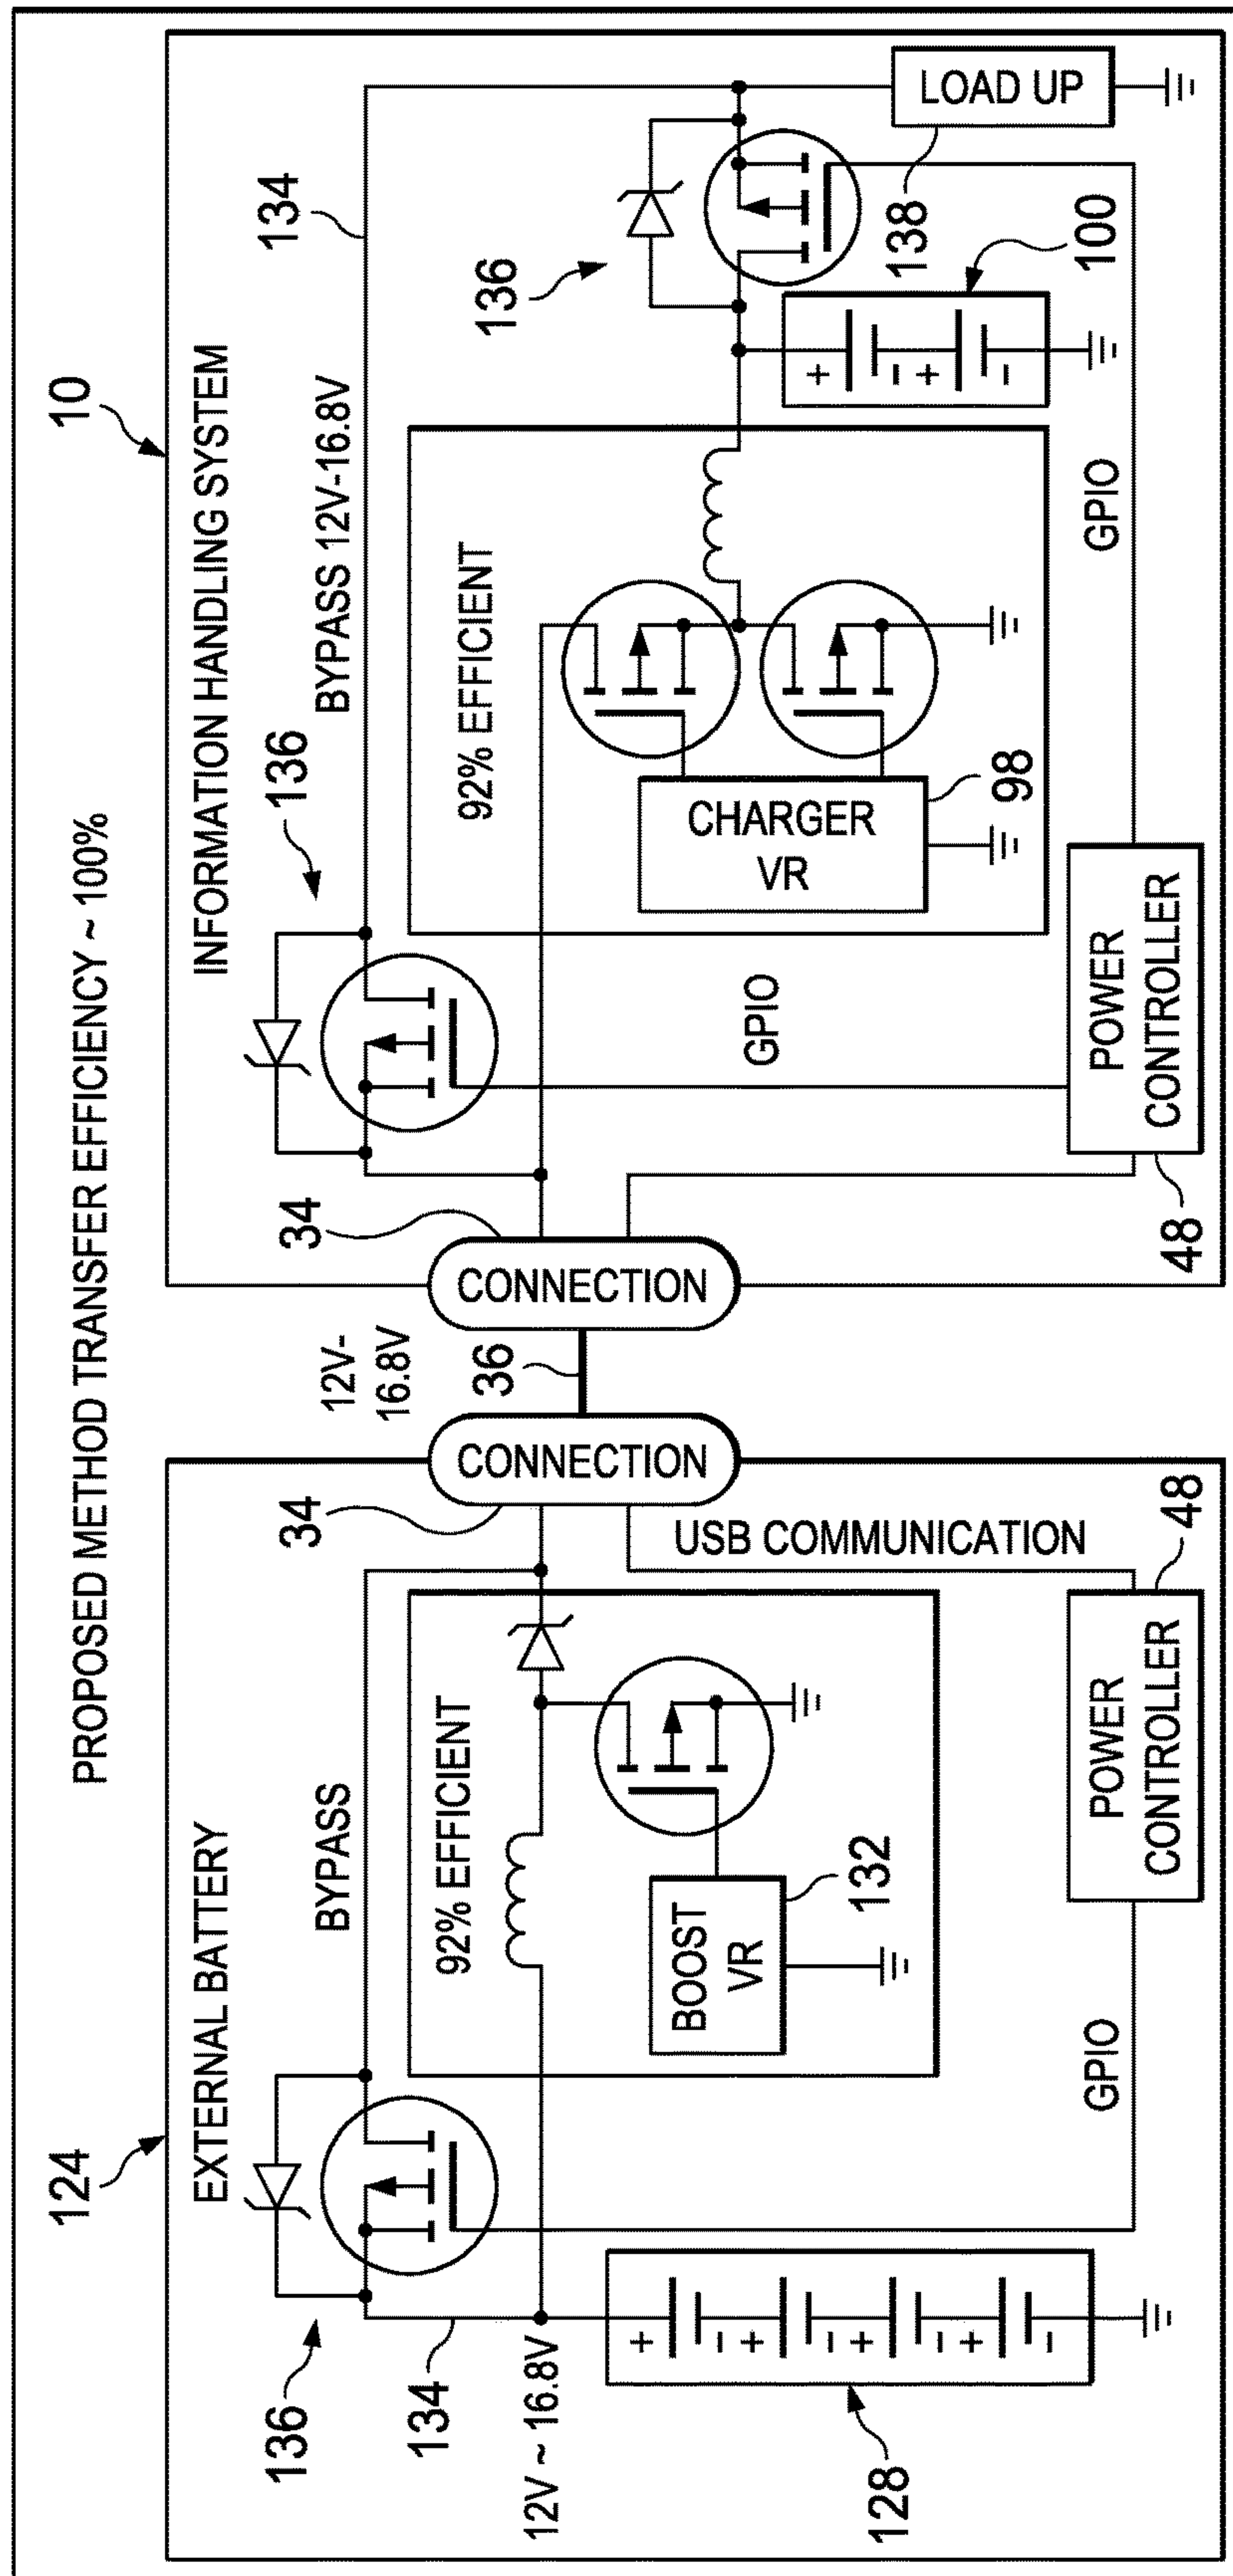 PROPOSED METHOD TRANSFER EFFICIENCY ~ 100%
124
EXTERNAL BATTERY
136
BYPASS
134
12V ~ 16.8V
92% EFFICIENT
BOOST
VR
132
128
+
-
+
-
+
-
+
-
GPIO
POWER
CONTROLLER
48
USB COMMUNICATION
34
CONNECTION
12V-
16.8V
36
34
CONNECTION
10
INFORMATION HANDLING SYSTEM
136
BYPASS 12V-16.8V
134
92% EFFICIENT
CHARGER
VR
98
GPIO
POWER
CONTROLLER
48
GPIO
136
+
-
+
-
100
138
LOAD UP